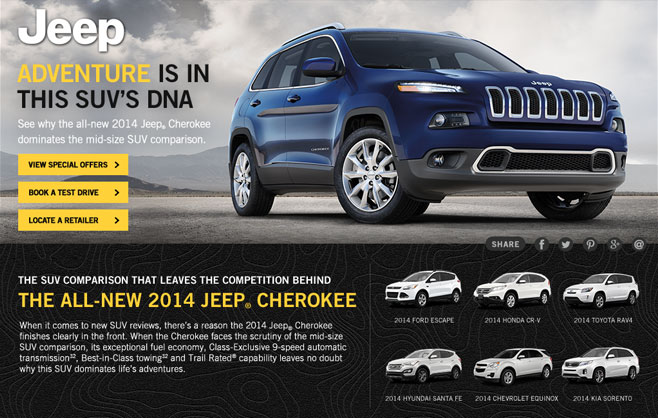 Jeep
ADVENTURE IS IN
THIS SUV'S DNA
See why the all-new 2014 Jeep® Cherokee
dominates the mid-size SUV comparison.
VIEW SPECIAL OFFERS >
BOOK A TEST DRIVE >
LOCATE A RETAILER >
Jeep
CHEROKEE
SHARE
THE SUV COMPARISON THAT LEAVES THE COMPETITION BEHIND
THE ALL-NEW 2014 JEEP® CHEROKEE
When it comes to new SUV reviews, there's a reason the 2014 Jeep® Cherokee
finishes clearly in the front. When the Cherokee faces the scrutiny of the mid-size
SUV comparison, its exceptional fuel economy, Class-Exclusive 9-speed automatic
transmission³², Best-in-Class towing³² and Trail Rated® capability leaves no doubt
why this SUV dominates life's adventures.
2014 FORD ESCAPE
2014 HONDA CR-V
2014 TOYOTA RAV4
2014 HYUNDAI SANTA FE
2014 CHEVROLET EQUINOX
2014 KIA SORENTO